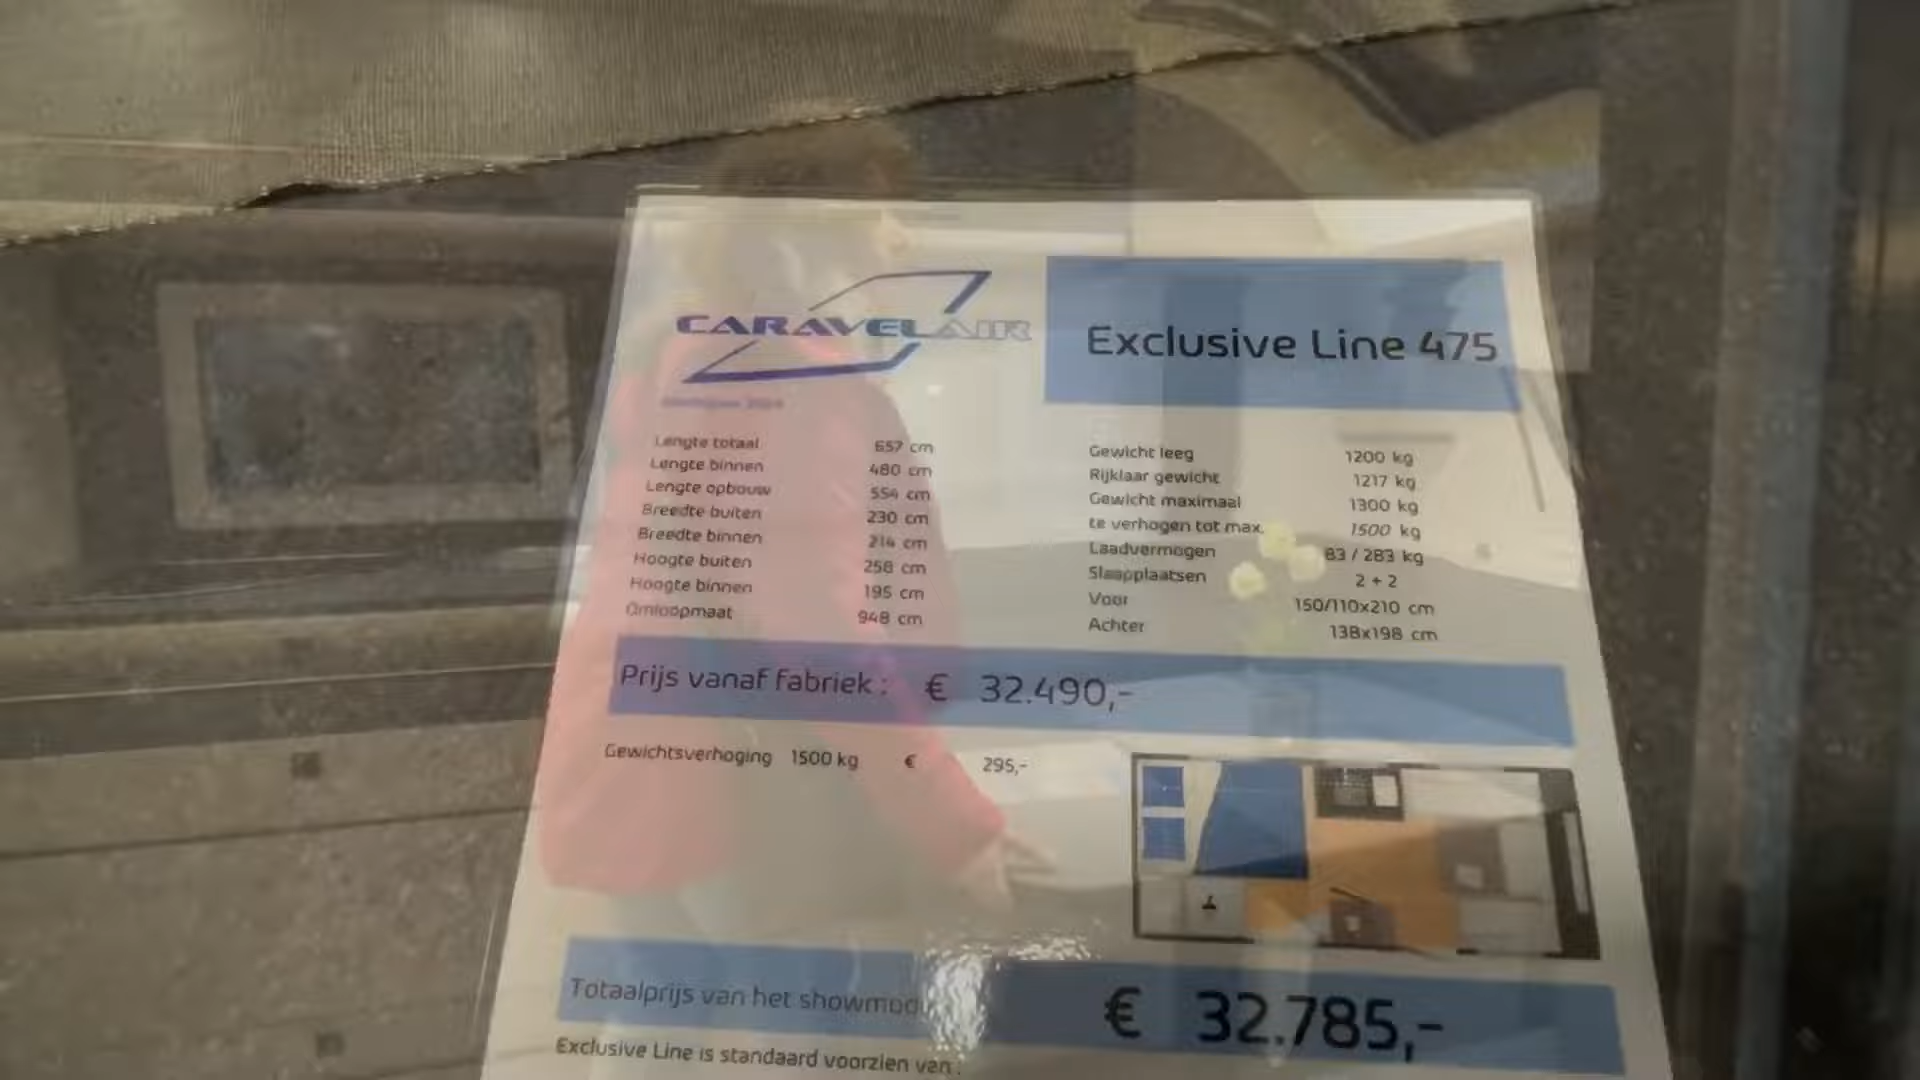 CARAVELAIR
Exclusive Line 475
Lengte totaal 657 cm
Lengte binnen 480 cm
Lengte opbouw 554 cm
Breedte buiten 230 cm
Breedte binnen 214 cm
Hoogte buiten 258 cm
Hoogte binnen 195 cm
Omloopmaat 948 cm
Gewicht leeg 1200 kg
Rijklaar gewicht 1217 kg
Gewicht maximaal 1300 kg
te verhogen tot max. 1500 kg
Laadvermogen 83 / 283 kg
Slaapplaatsen 2 + 2
Voor 150/110x210 cm
Achter 138x198 cm
Prijs vanaf fabriek : € 32.490,-
Gewichtsverhoging 1500 kg € 295,-
Totaalprijs van het € 32.785,-
Exclusive Line is standaard voorzien van :